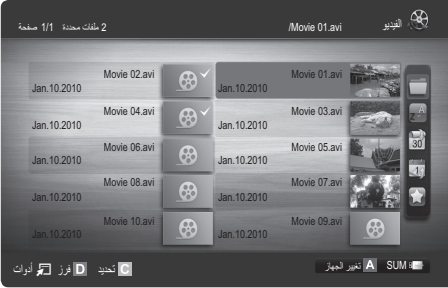 الفيديو
/Movie 01.avi
2 ملفات محددة 1/1 صفحة
Movie 01.avi
Jan.10.2010
Movie 02.avi
Jan.10.2010
Movie 03.avi
Jan.10.2010
Movie 04.avi
Jan.10.2010
Movie 05.avi
Jan.10.2010
Movie 06.avi
Jan.10.2010
Movie 07.avi
Jan.10.2010
Movie 08.avi
Jan.10.2010
Movie 09.avi
Jan.10.2010
Movie 10.avi
Jan.10.2010
A
30
1
SUM A تغيير الجهاز
C تحديد D فرز أدوات